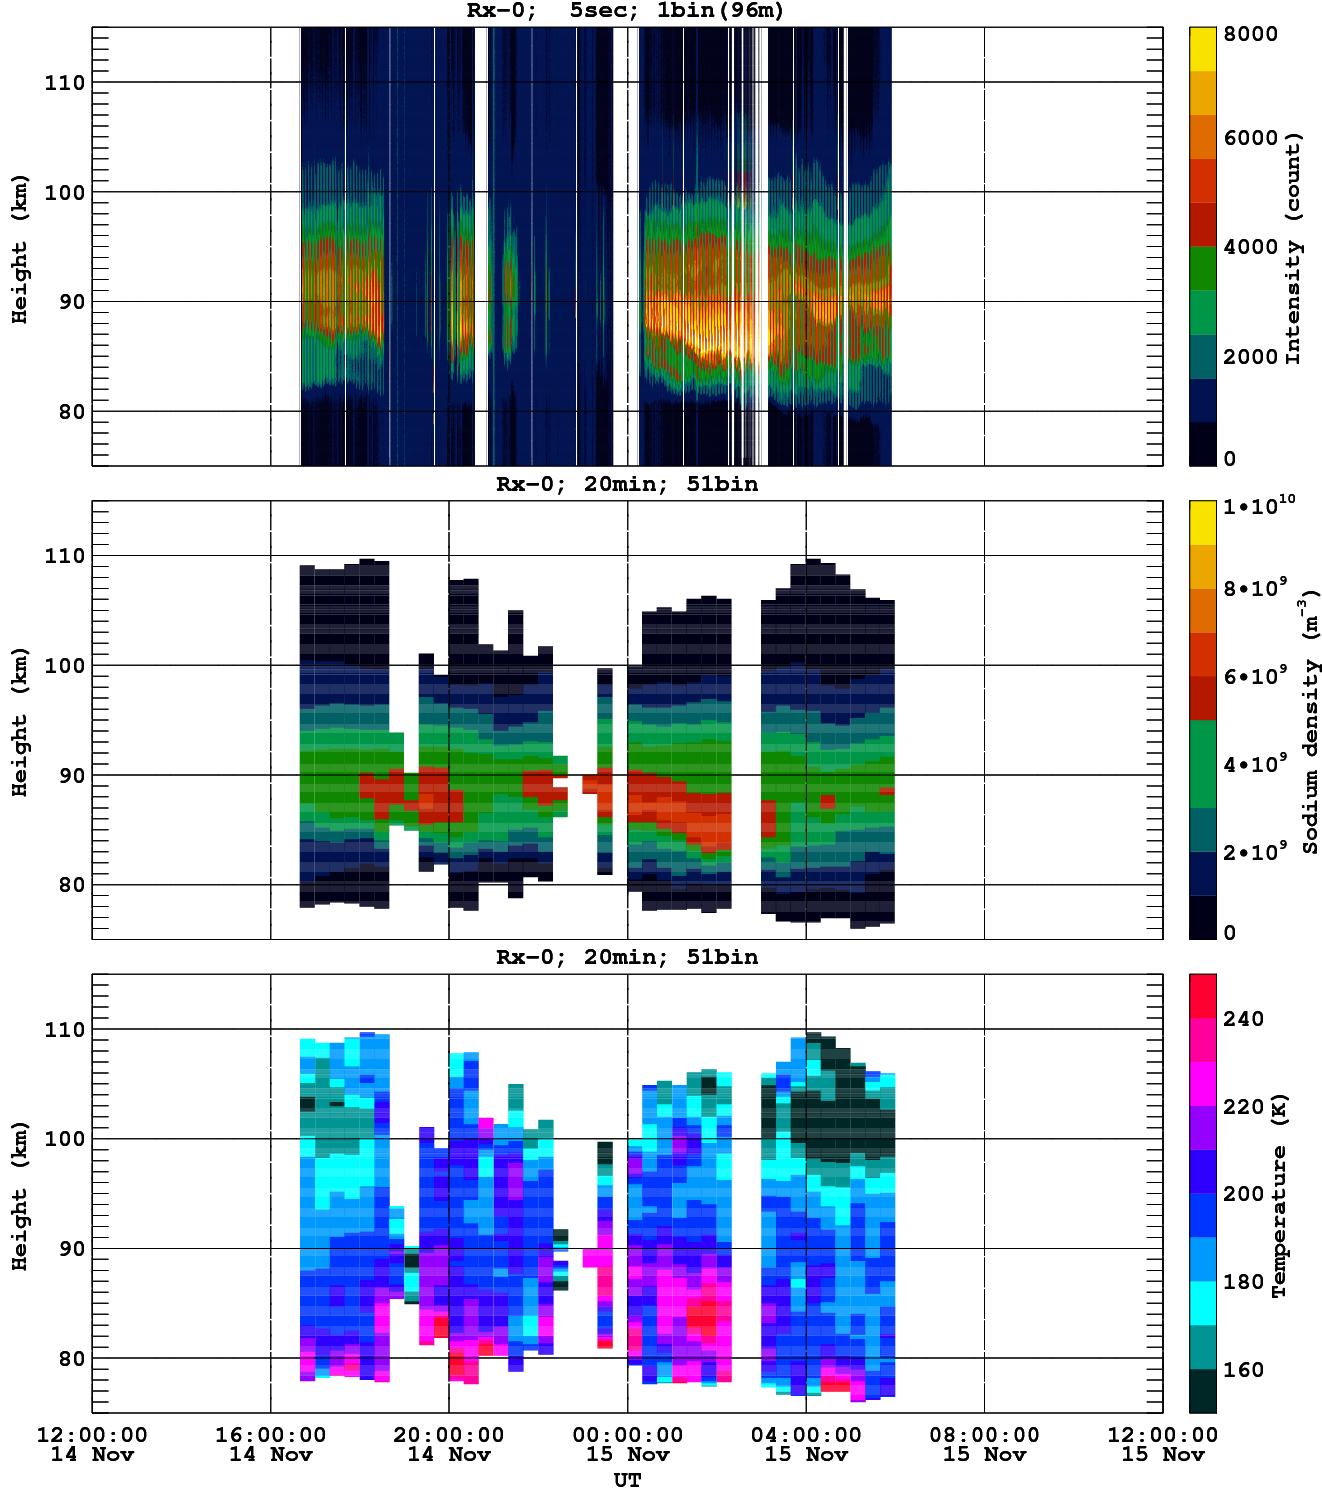 Rx-0;  5sec; 1bin(96m)
110
100
90
80
Height (km)
8000
6000
4000
2000
0
Intensity (count)
Rx-0; 20min; 51bin
110
100
90
80
Height (km)
1•10¹⁰
8•10⁹
6•10⁹
4•10⁹
2•10⁹
0
Sodium density (m⁻³)
Rx-0; 20min; 51bin
110
100
90
80
Height (km)
240
220
200
180
160
Temperature (K)
12:00:00 16:00:00 20:00:00 00:00:00 04:00:00 08:00:00 12:00:00
14 Nov 14 Nov 14 Nov 15 Nov 15 Nov 15 Nov 15 Nov
UT